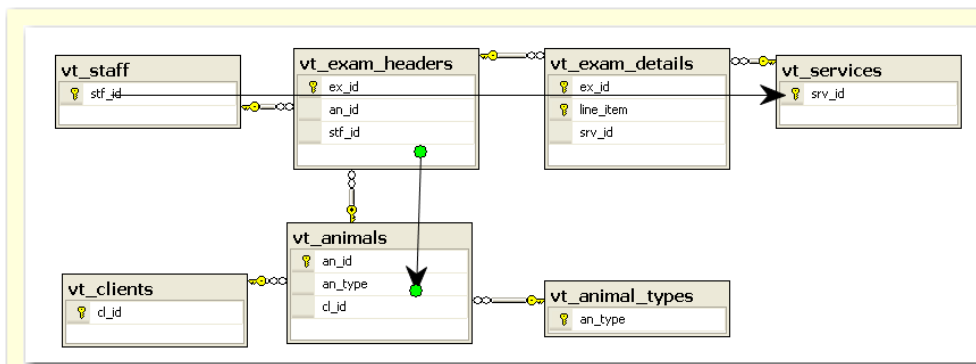 vt_staff
stf_id
vt_exam_headers
ex_id
an_id
stf_id
vt_exam_details
ex_id
line_item
srv_id
vt_services
srv_id
vt_clients
cl_id
vt_animals
an_id
an_type
cl_id
vt_animal_types
an_type